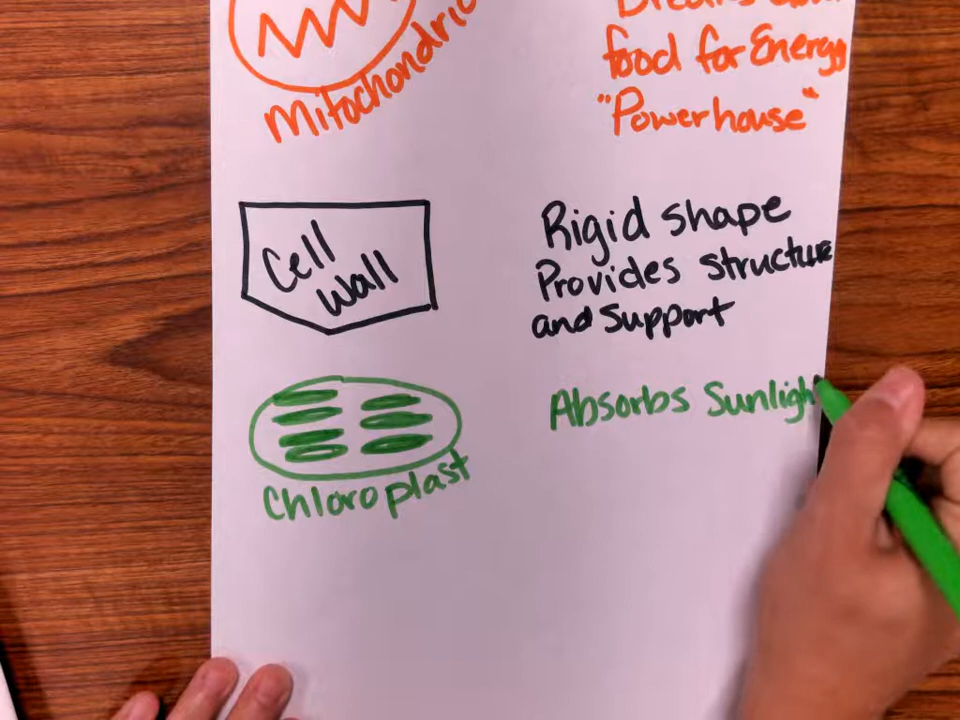 food for Energy
Mitochondria
"Powerhouse"
Cell
Wall
Rigid shape
Provides structure
and support
Absorbs Sunligh
Chloroplast